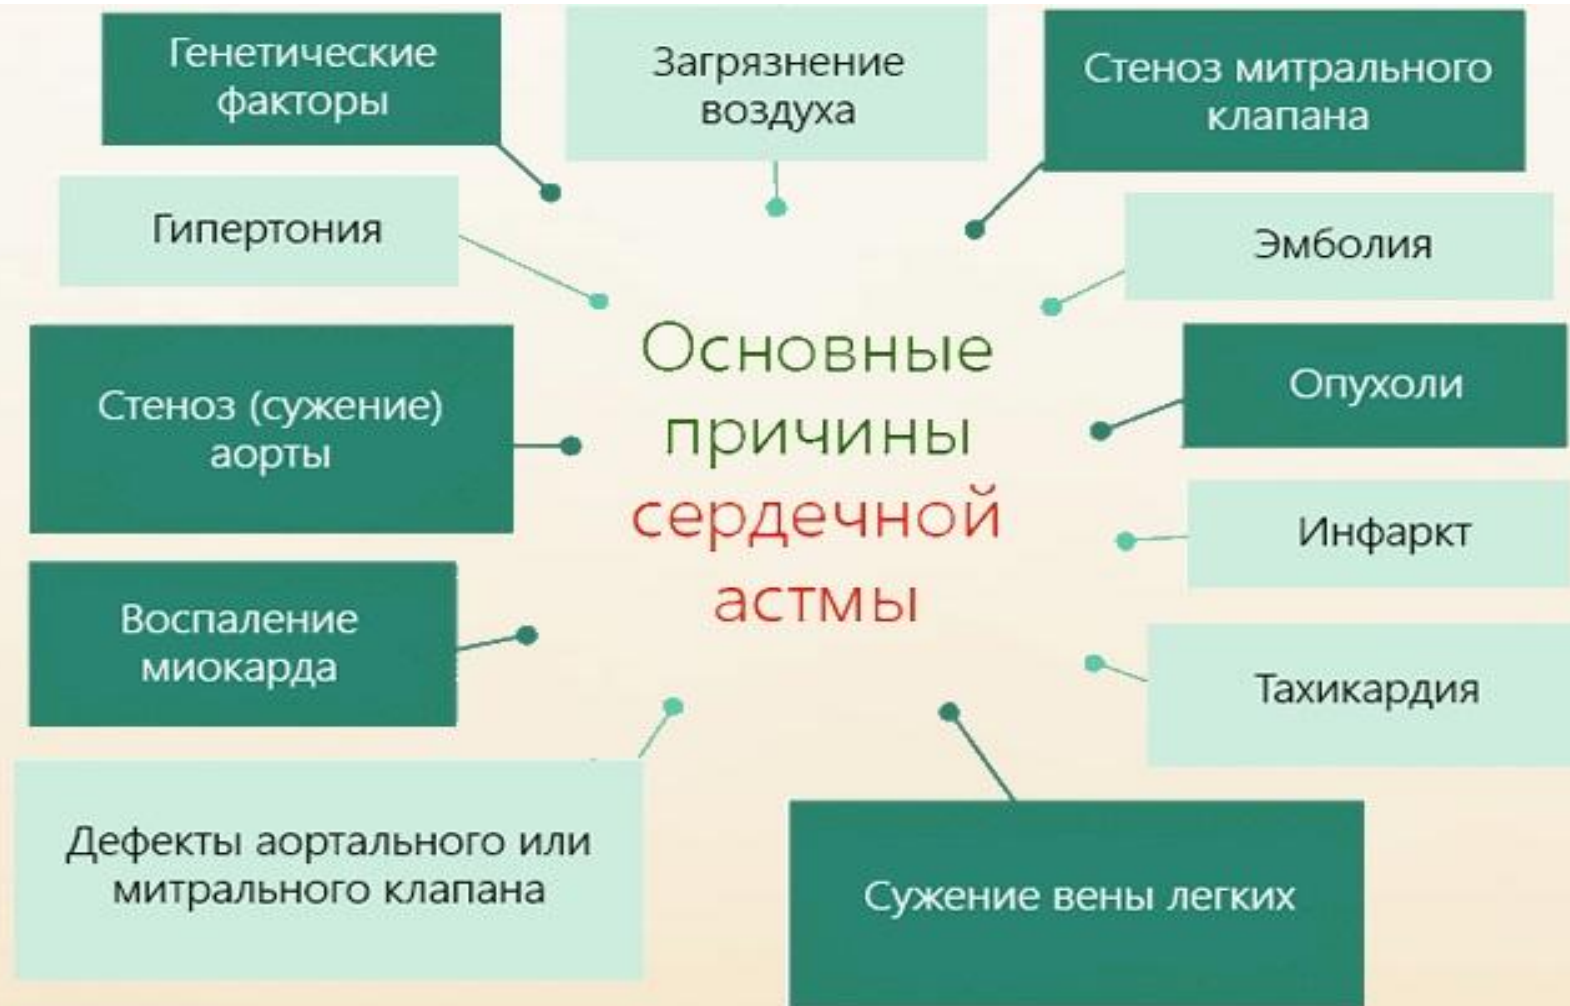 Генетические
факторы
Загрязнение
воздуха
Стеноз митрального
клапана
Гипертония
Эмболия
Основные
причины
сердечной
астмы
Стеноз (сужение)
аорты
Опухоли
Инфаркт
Воспаление
миокарда
Тахикардия
Дефекты аортального или
митрального клапана
Сужение вены легких